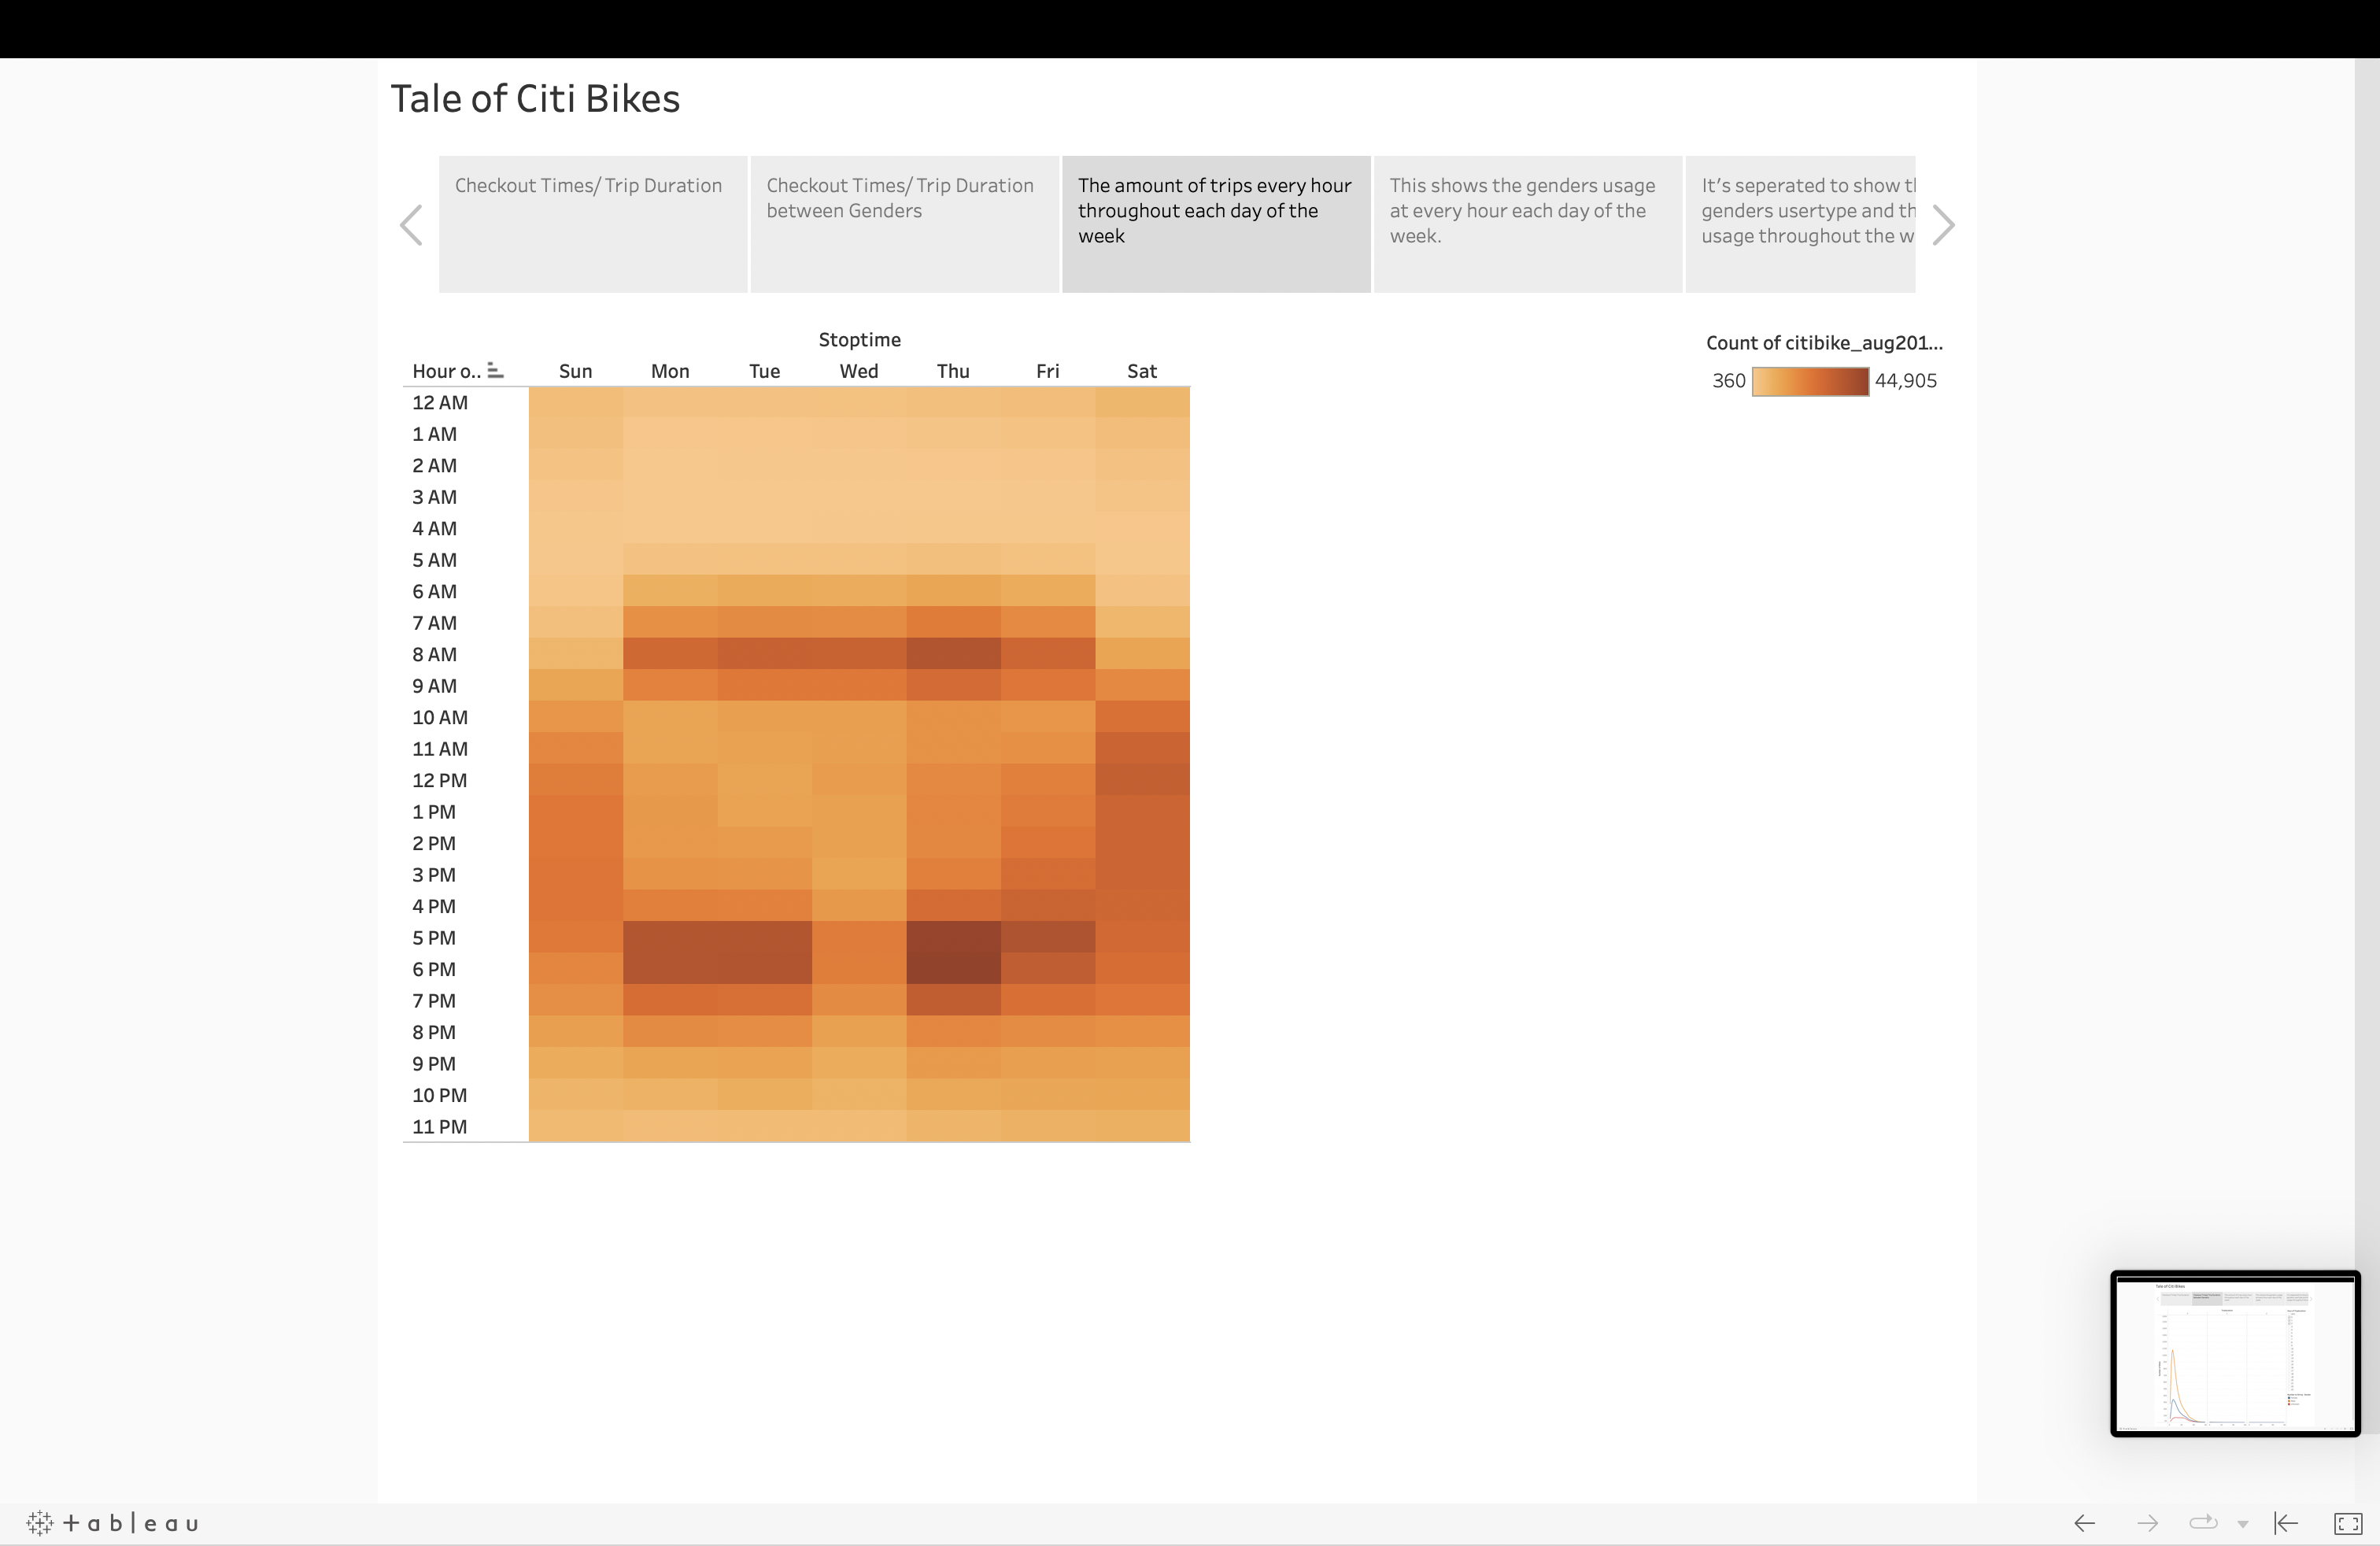 Tale of Citi Bikes
Checkout Times/ Trip Duration
Checkout Times/ Trip Duration
between Genders
The amount of trips every hour
throughout each day of the
week
This shows the genders usage
at every hour each day of the
week.
It's seperated to show t
genders usertype and th
usage throughout the w
Stoptime
Hour o.. Sun Mon Tue Wed Thu Fri Sat
12 AM
1 AM
2 AM
3 AM
4 AM
5 AM
6 AM
7 AM
8 AM
9 AM
10 AM
11 AM
12 PM
1 PM
2 PM
3 PM
4 PM
5 PM
6 PM
7 PM
8 PM
9 PM
10 PM
11 PM
Count of citibike_aug201...
360 44,905
Tale of Citi Bikes
+ableau